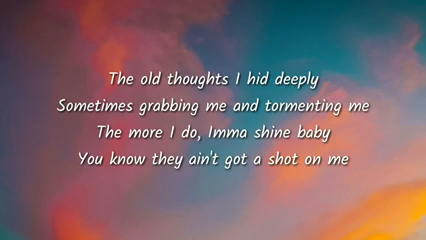 The old thoughts I hid deeply
Sometimes grabbing me and tormenting me
The more I do, Imma shine baby
You know they ain't got a shot on me